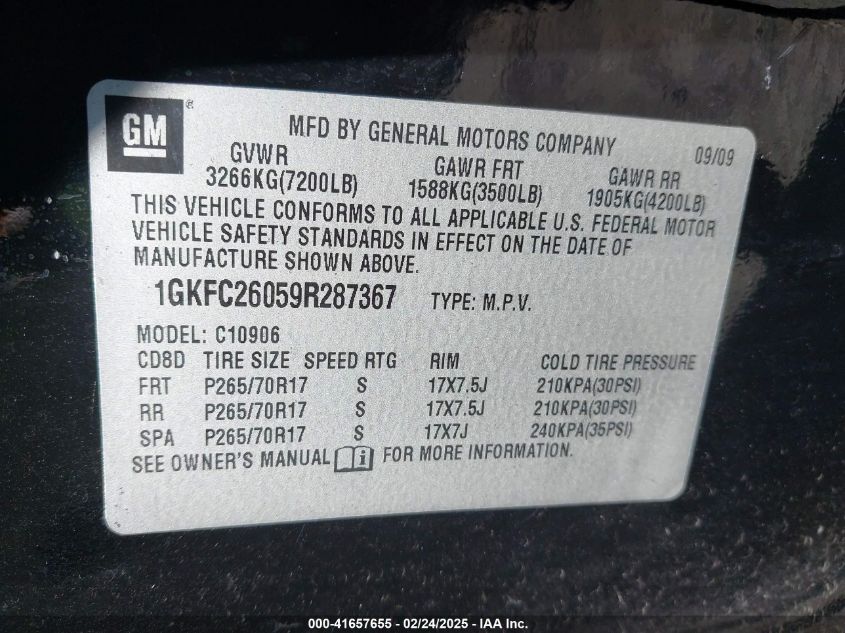 GM ®
MFD BY GENERAL MOTORS COMPANY 09/09
GVWR GAWR FRT GAWR RR
3266KG(7200LB) 1588KG(3500LB) 1905KG(4200LB)
THIS VEHICLE CONFORMS TO ALL APPLICABLE U.S. FEDERAL MOTOR
VEHICLE SAFETY STANDARDS IN EFFECT ON THE DATE OF
MANUFACTURE SHOWN ABOVE.
1GKFC26059R287367 TYPE: M.P.V.
MODEL: C10906
CD8D TIRE SIZE SPEED RTG RIM COLD TIRE PRESSURE
FRT P265/70R17 S 17X7.5J 210KPA(30PSI)
RR P265/70R17 S 17X7.5J 210KPA(30PSI)
SPA P265/70R17 S 17X7J 240KPA(35PSI)
SEE OWNER'S MANUAL i FOR MORE INFORMATION.
000-41657655 - 02/24/2025 - IAA Inc.